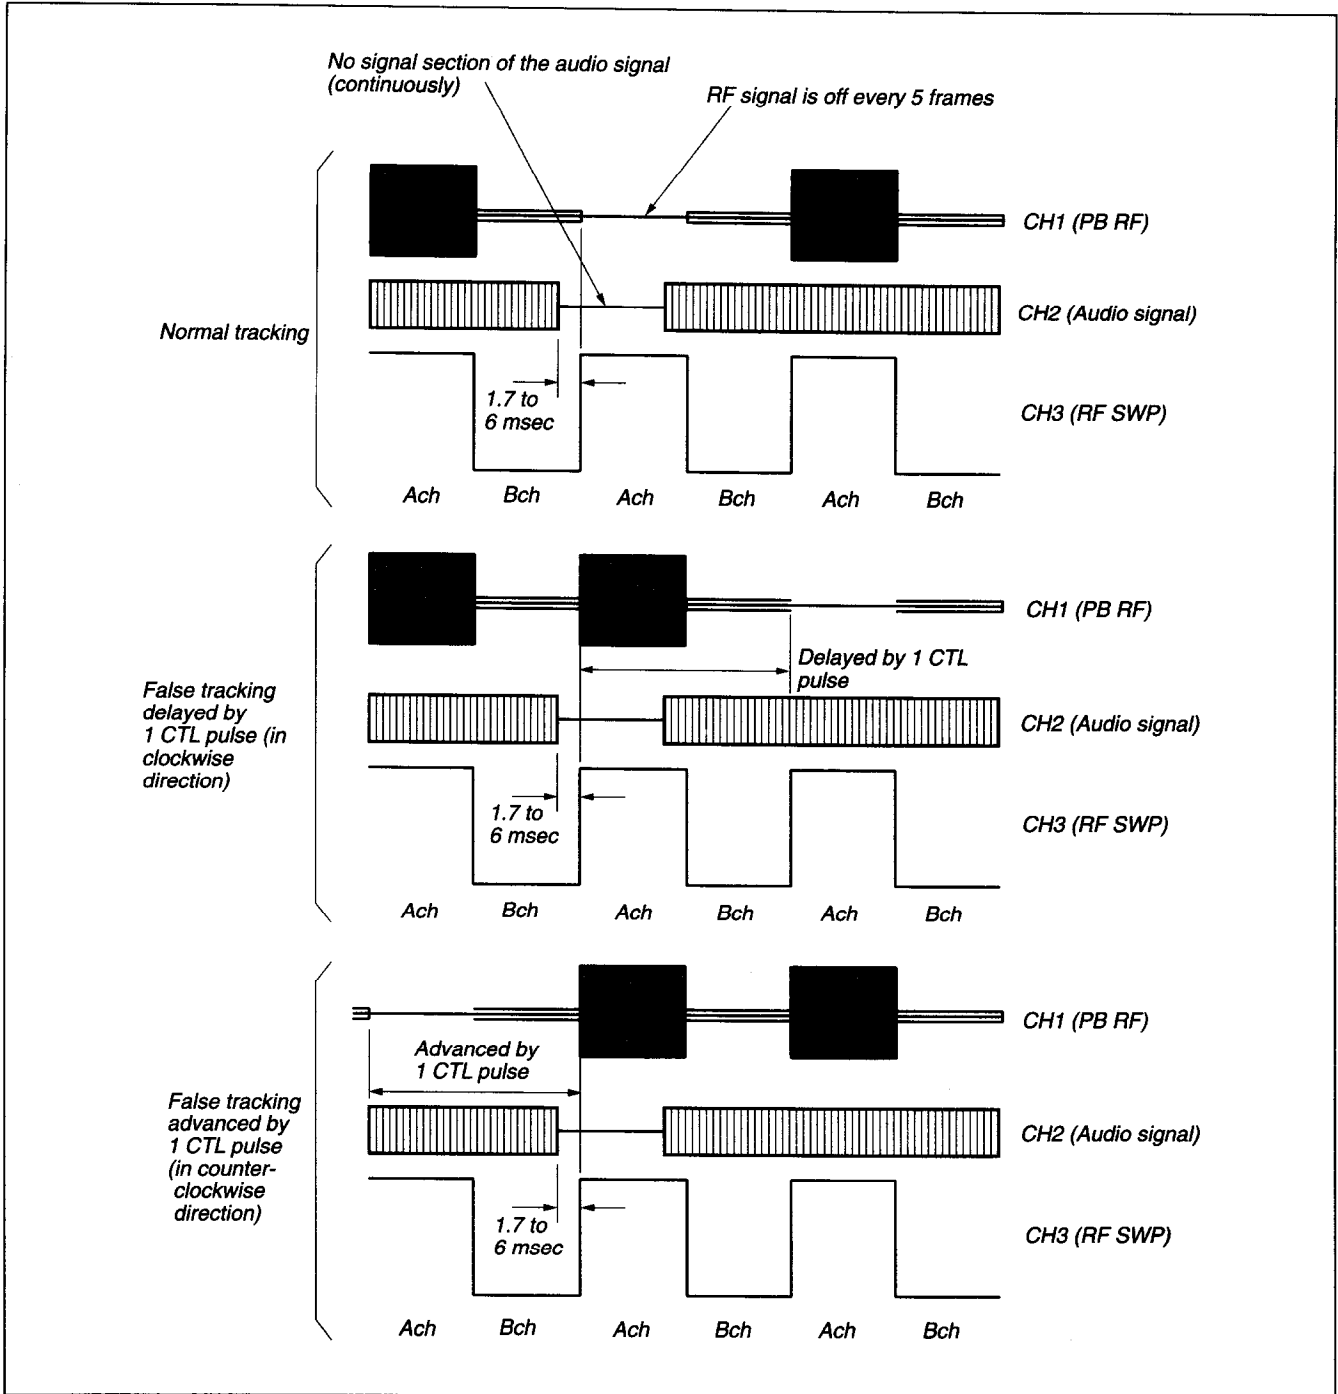 No signal section of the audio signal
(continuously)
RF signal is off every 5 frames
CH1 (PB RF)
CH2 (Audio signal)
Normal tracking
1.7 to
6 msec
CH3 (RF SWP)
Ach Bch Ach Bch Ach Bch
CH1 (PB RF)
Delayed by 1 CTL
pulse
False tracking
delayed by
1 CTL pulse (in
clockwise
direction)
CH2 (Audio signal)
1.7 to
6 msec
CH3 (RF SWP)
Ach Bch Ach Bch Ach Bch
CH1 (PB RF)
Advanced by
1 CTL pulse
False tracking
advanced by
1 CTL pulse
(in counter-
clockwise
direction)
CH2 (Audio signal)
1.7 to
6 msec
CH3 (RF SWP)
Ach Bch Ach Bch Ach Bch